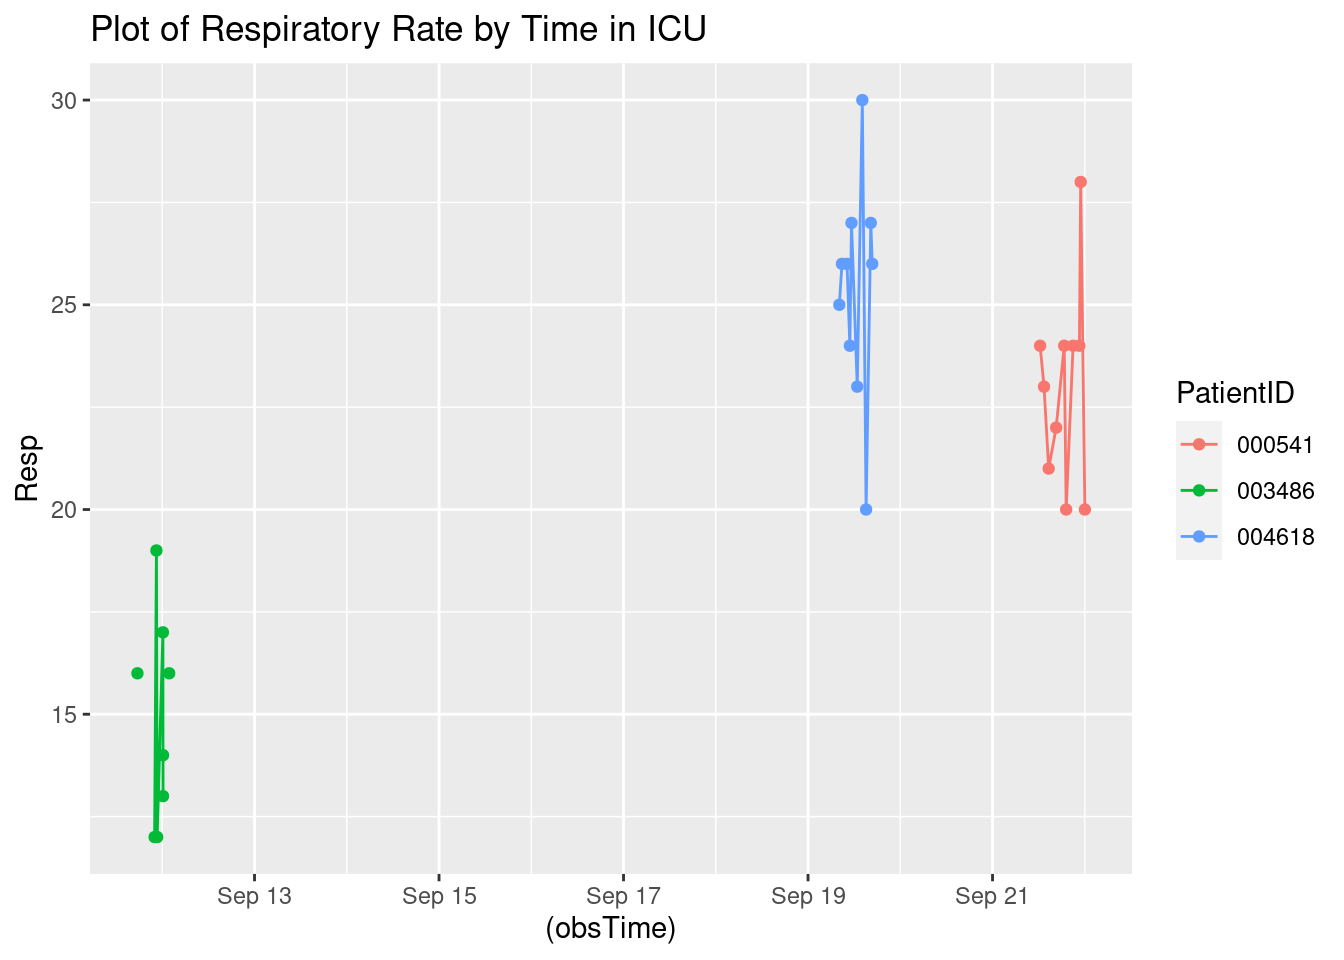 Plot of Respiratory Rate by Time in ICU
30
25
20
15
Resp
Sep 13
Sep 15
Sep 17
Sep 19
Sep 21
(obsTime)
PatientID
000541
003486
004618